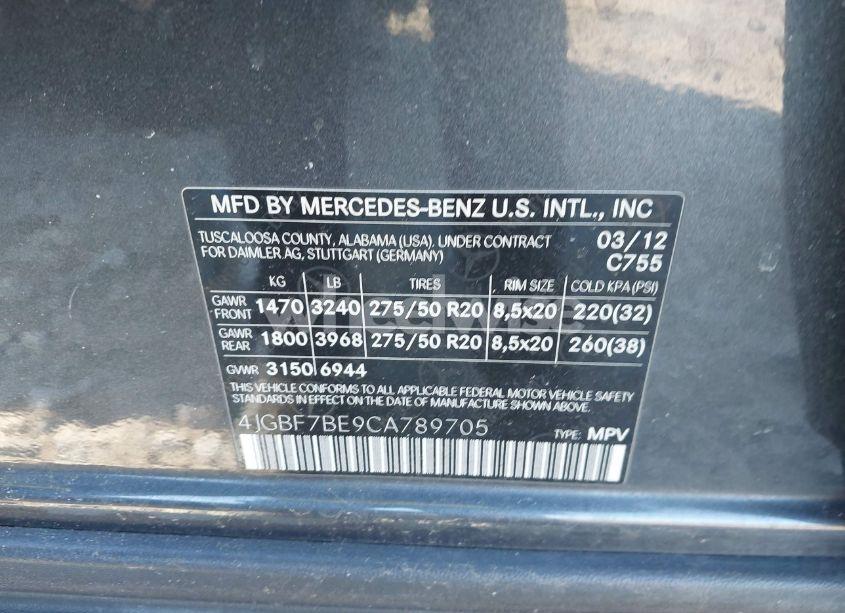 MFD BY MERCEDES-BENZ U.S. INTL., INC
TUSCALOOSA COUNTY, ALABAMA (USA). UNDER CONTRACT 03/12
FOR DAIMLER AG, STUTTGART (GERMANY) C755
KG LB TIRES RIM SIZE COLD KPA (PSI)
GAWR FRONT 1470 3240 275/50 R20 8,5x20 220(32)
GAWR REAR 1800 3968 275/50 R20 8,5x20 260(38)
GVWR 3150 6944
THIS VEHICLE CONFORMS TO ALL APPLICABLE FEDERAL MOTOR VEHICLE SAFETY
STANDARDS IN EFFECT ON THE DATE OF MANUFACTURE SHOWN ABOVE.
4JGBF7BE9CA789705
TYPE: MPV